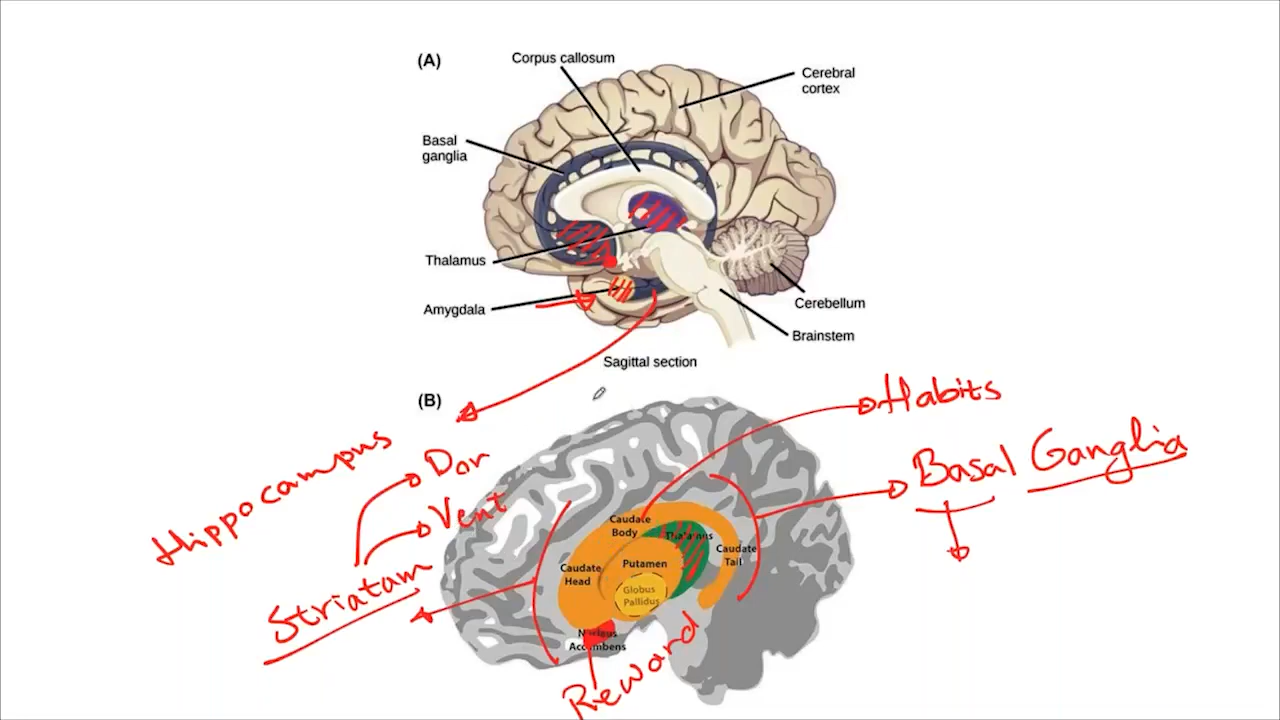 (A)
Corpus callosum
Cerebral
cortex
Basal
ganglia
Thalamus
Amygdala
Cerebellum
Brainstem
Sagittal section
(B)
Habits
Basal Ganglia
Hippocampus
Dor
Vent
Striatam
Caudate
Body
Thalamus
Caudate
Tail
Putamen
Caudate
Head
Globus
Pallidus
Nucleus
Accumbens
Reward